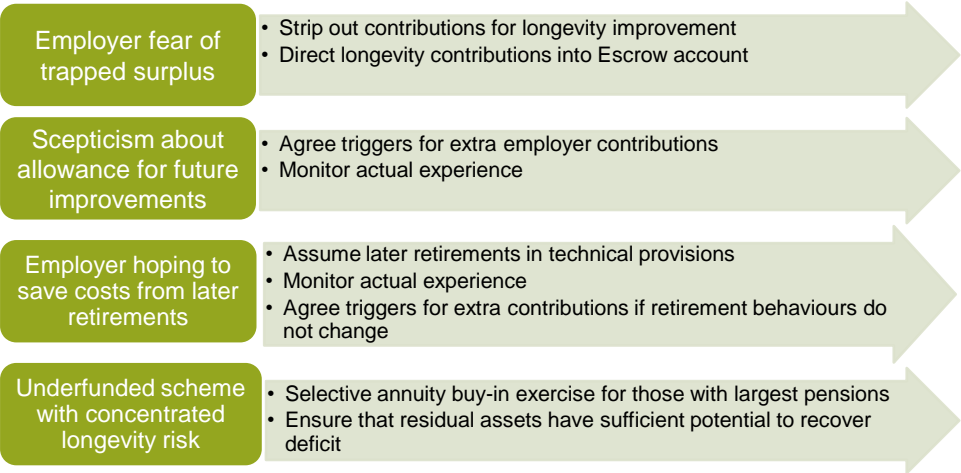 Employer fear of
trapped surplus
• Strip out contributions for longevity improvement
• Direct longevity contributions into Escrow account
Scepticism about
allowance for future
improvements
• Agree triggers for extra employer contributions
• Monitor actual experience
Employer hoping to
save costs from later
retirements
• Assume later retirements in technical provisions
• Monitor actual experience
• Agree triggers for extra contributions if retirement behaviours do
not change
Underfunded scheme
with concentrated
longevity risk
• Selective annuity buy-in exercise for those with largest pensions
• Ensure that residual assets have sufficient potential to recover
deficit